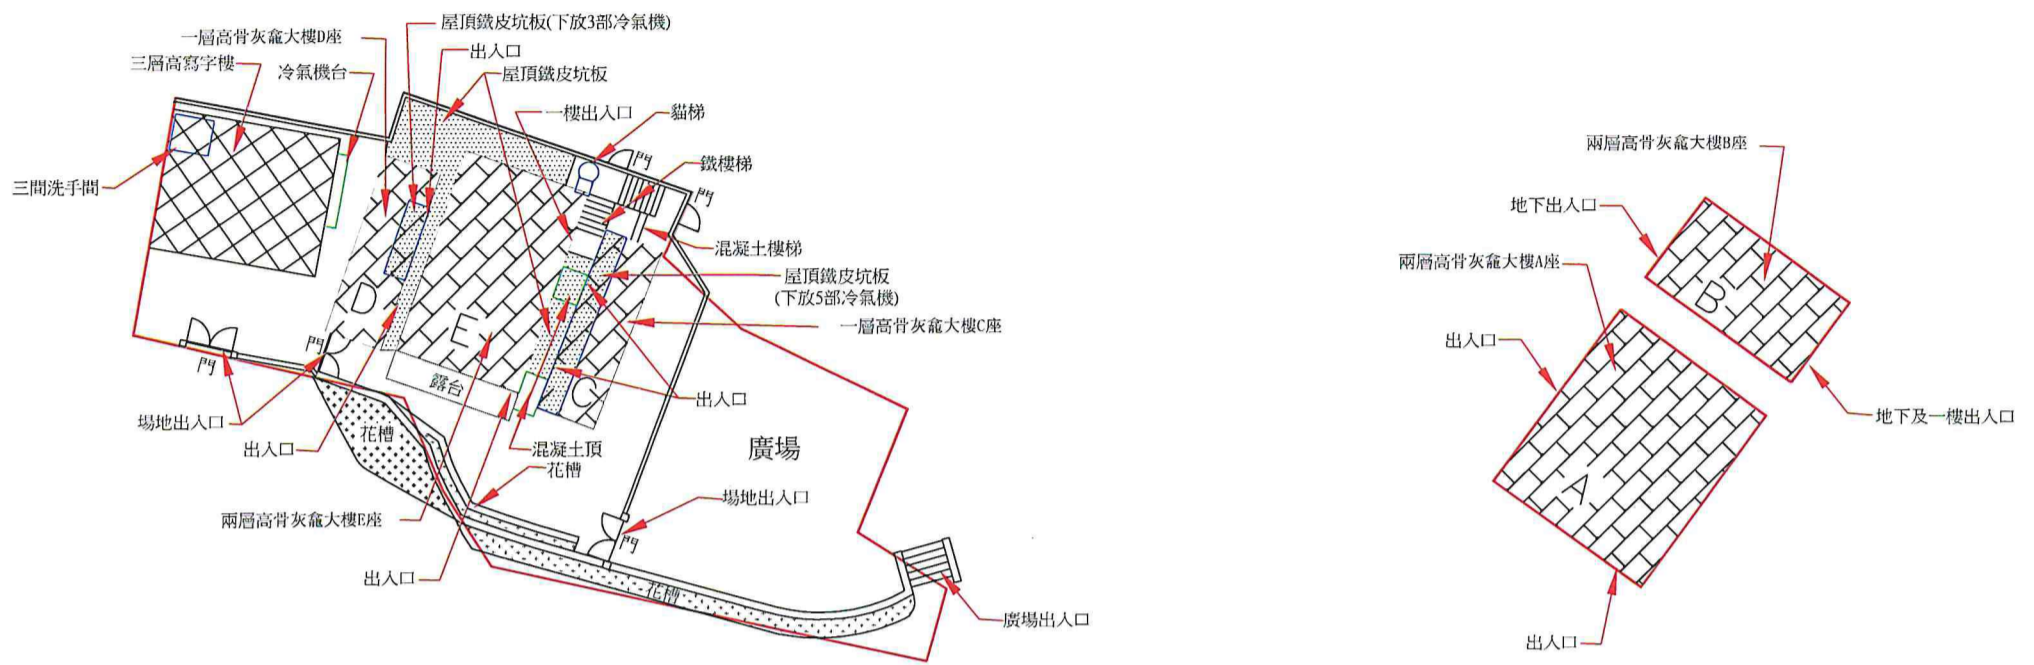 屋頂鐵皮坑板(下放3部冷氣機)
一層高骨灰龕大樓D座
出入口
三層高寫字樓
冷氣機台
屋頂鐵皮坑板
一樓出入口
貓梯
門
鐵樓梯
三間洗手間
門
混凝土樓梯
屋頂鐵皮坑板
(下放5部冷氣機)
D
E
一層高骨灰龕大樓C座
門
門
露台
C
出入口
場地出入口
花槽
出入口
混凝土頂
花槽
廣場
場地出入口
兩層高骨灰龕大樓E座
門
出入口
花槽
廣場出入口
兩層高骨灰龕大樓B座
地下出入口
兩層高骨灰龕大樓A座
B
出入口
地下及一樓出入口
A
出入口